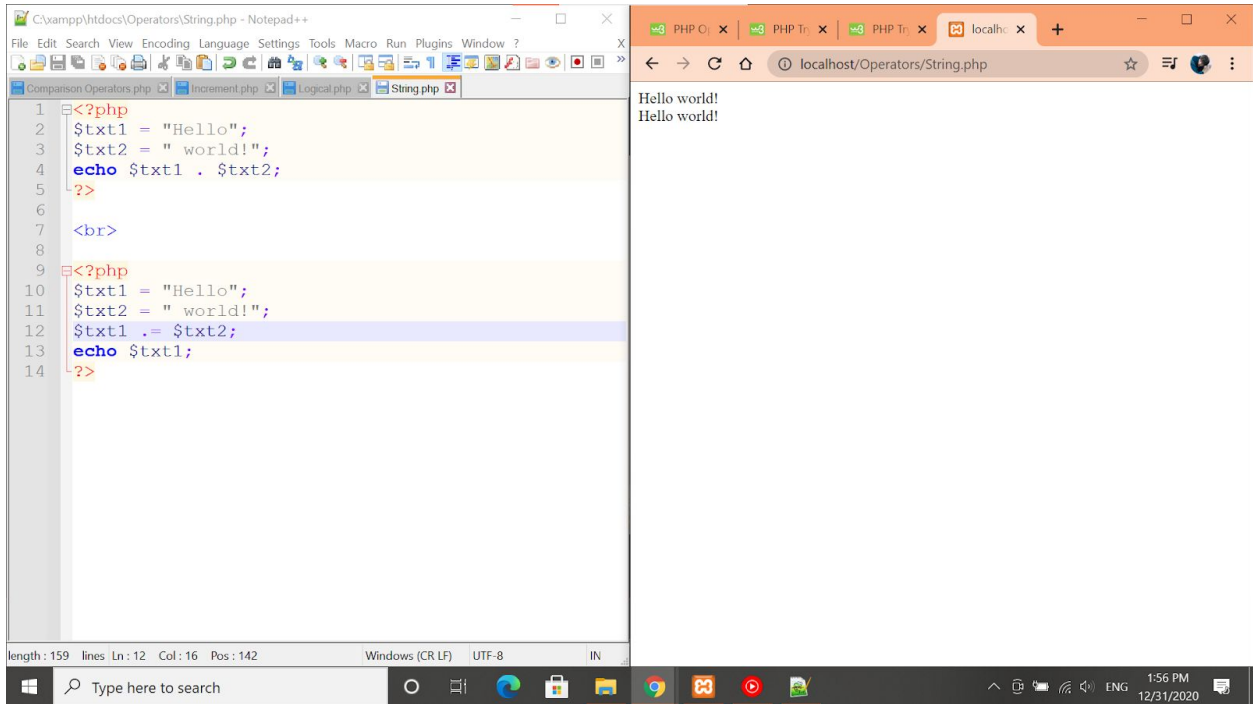 C:\xampp\htdocs\Operators\String.php - Notepad++
File Edit Search View Encoding Language Settings Tools Macro Run Plugins Window ? X
Comparison Operators.php Increment.php Logical.php String.php
1 <?php
2 $txt1 = "Hello";
3 $txt2 = " world!";
4 echo $txt1 . $txt2;
5 ?>
6
7 <br>
8
9 <?php
10 $txt1 = "Hello";
11 $txt2 = " world!";
12 $txt1 .= $txt2;
13 echo $txt1;
14 ?>
length : 159 lines Ln : 12 Col : 16 Pos : 142 Windows (CR LF) UTF-8 IN
PHP PHP PHP localho
localhost/Operators/String.php
Hello world!
Hello world!
Type here to search
ENG
1:56 PM
12/31/2020